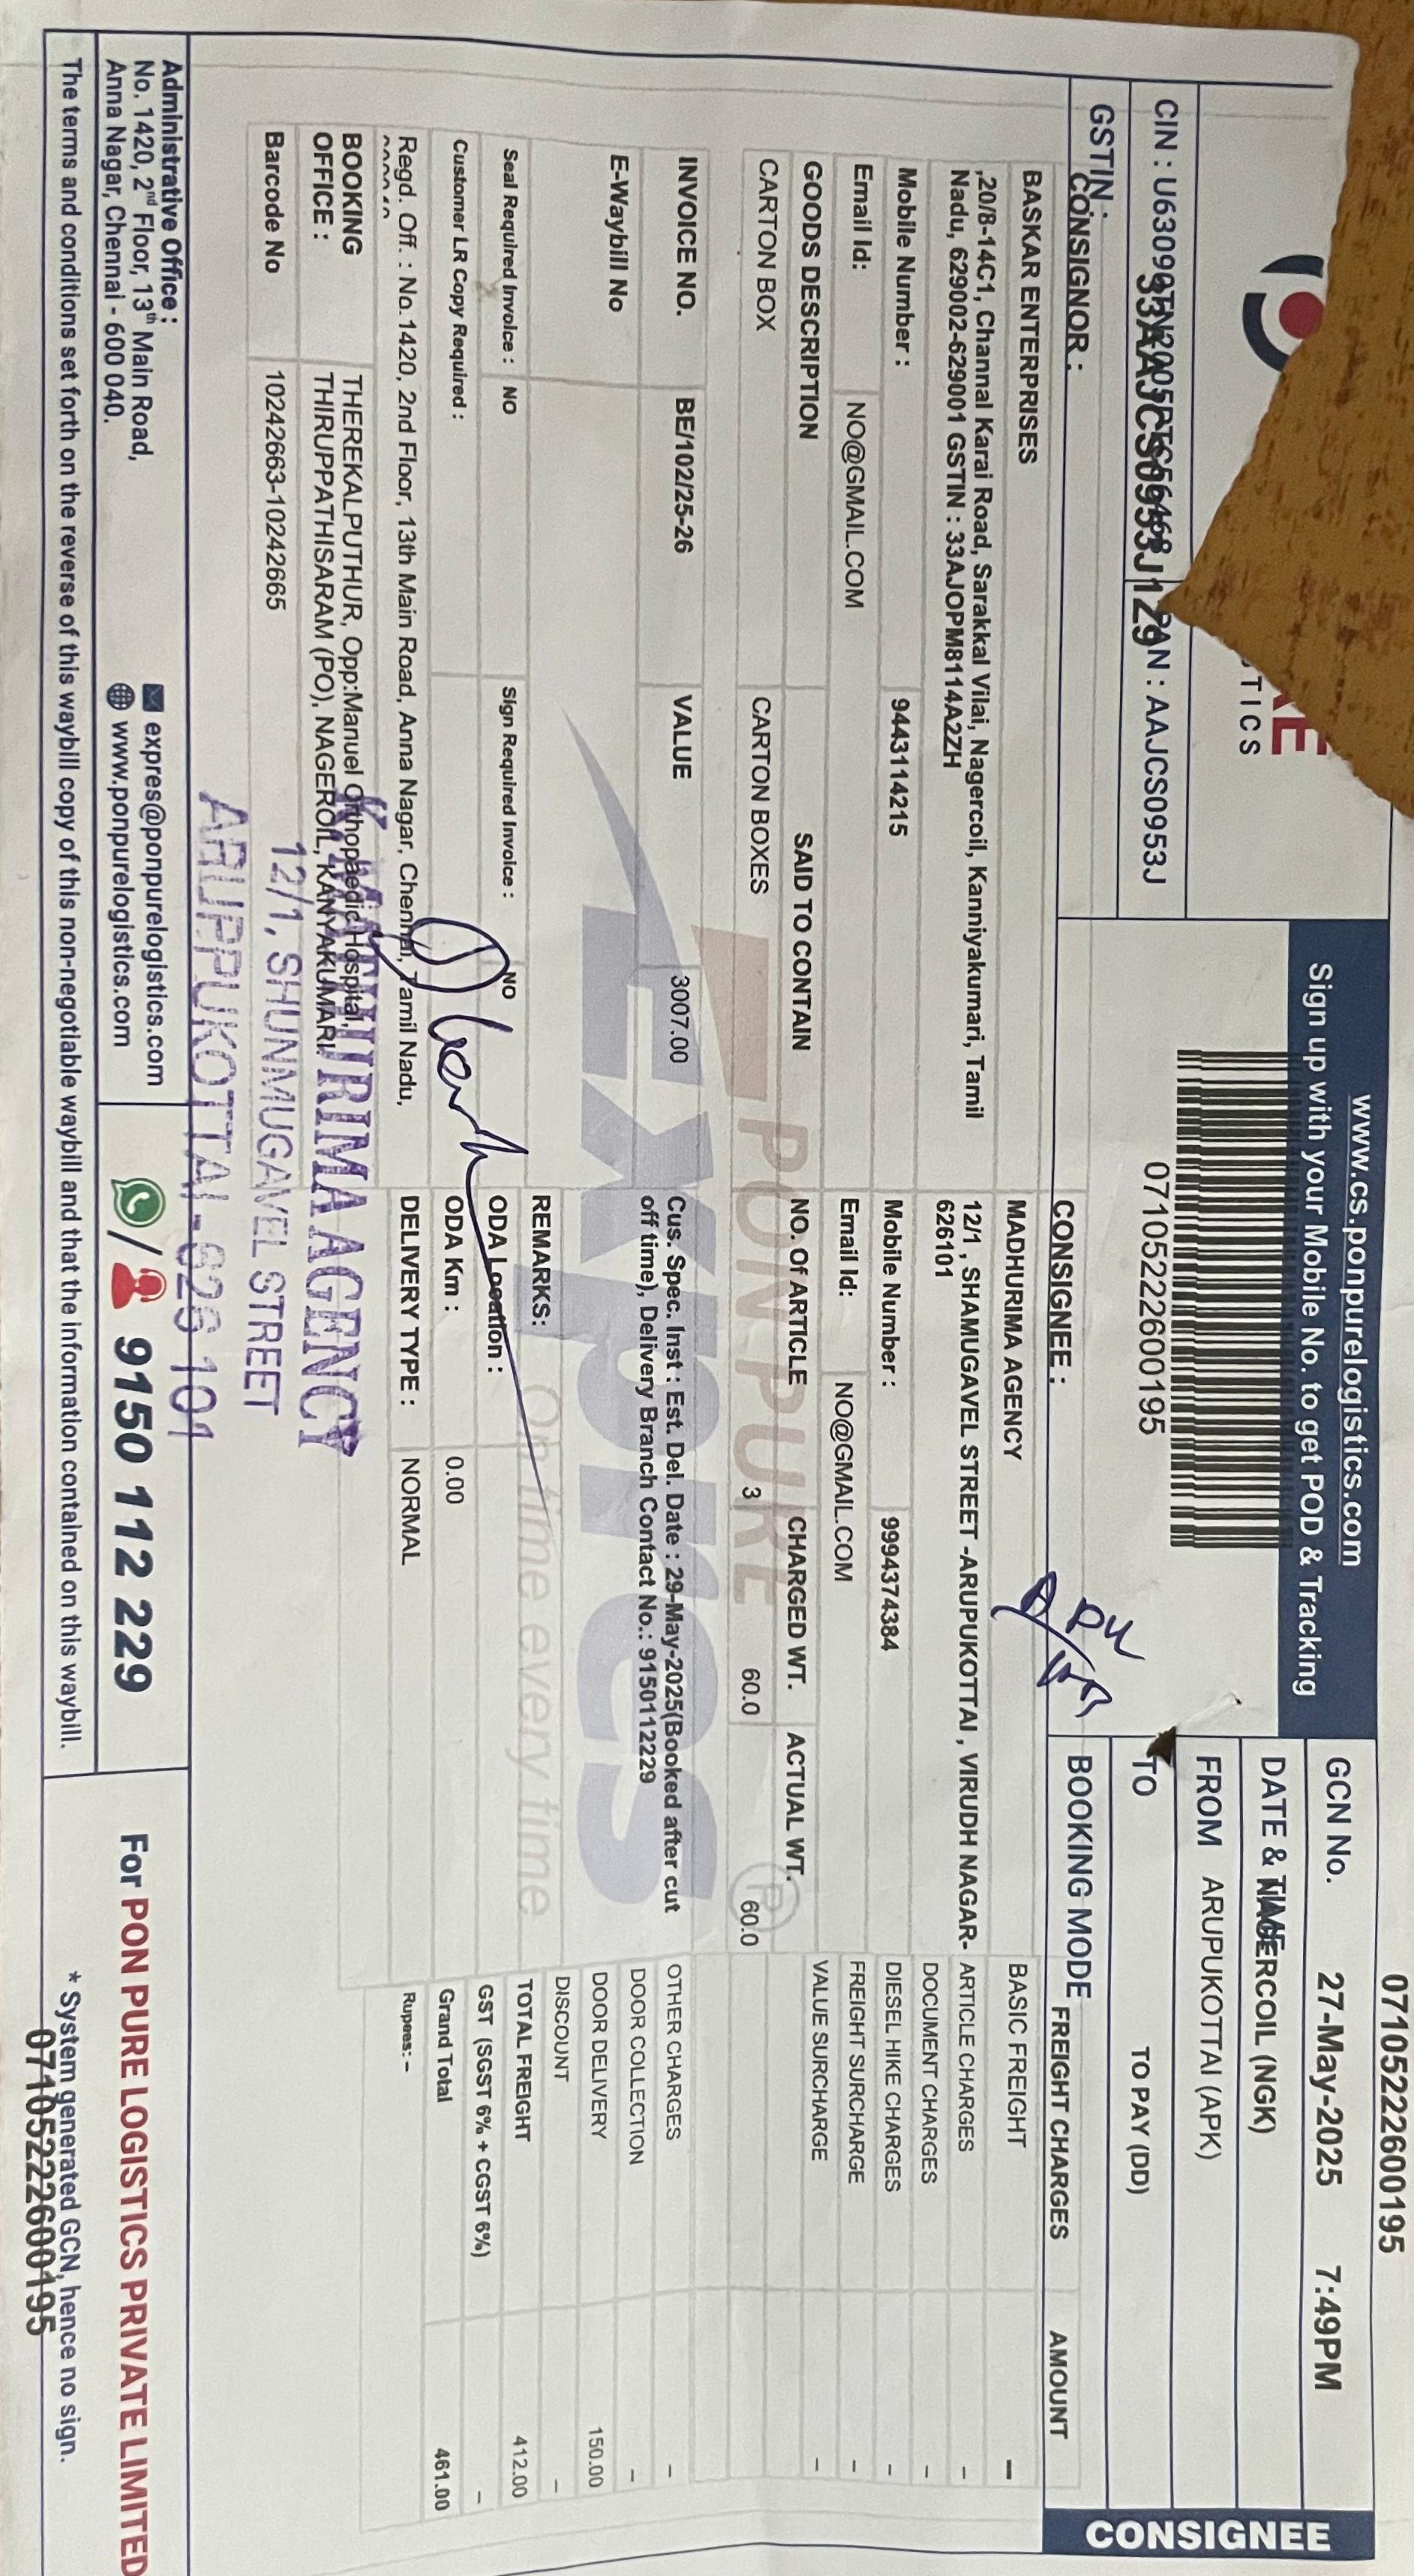 07105222600195
www.cs.ponpurelogistics.com
Sign up with your Mobile No. to get POD & Tracking
07105222600195
TICS
CIN :
PAN : AAJCS0953J
GSTIN :
33AAJCS0953J1Z9
GCN No. 27-May-2025 7:49PM
DATE & TIME
NAGERCOIL (NGK)
FROM ARUPUKOTTAI (APK)
TO
TO PAY (DD)
BOOKING MODE
CONSIGNEE
CONSIGNOR :
BASKAR ENTERPRISES
,20/8-14C1, Channal Karai Road, Sarakkal Vilai, Nagercoil, Kanniyakumari, Tamil
Nadu, 629002-629001 GSTIN : 33AJOPM8114A2ZH
Mobile Number : 9443114215
Email Id: NO@GMAIL.COM
CONSIGNEE :
MADHURIMA AGENCY
12/1 , SHAMUGAVEL STREET -ARUPUKOTTAI , VIRUDH NAGAR-
626101
Mobile Number : 9994374384
Email Id: NO@GMAIL.COM
GOODS DESCRIPTION SAID TO CONTAIN NO. Of ARTICLE CHARGED WT. ACTUAL WT.
CARTON BOX CARTON BOXES 3 60.0 60.0
INVOICE NO. BE/102/25-26 VALUE 3007.00
E-Waybill No
Cus. Spec. Inst : Est. Del. Date : 29-May-2025(Booked after cut
off time), Delivery Branch Contact No.: 9150112229
Seal Required Invoice : NO Sign Required Invoice : NO
Customer LR Copy Required :
REMARKS:
ODA Location :
ODA Km : 0.00
DELIVERY TYPE : NORMAL
Regd. Off. : No.1420, 2nd Floor, 13th Main Road, Anna Nagar, Chennai, Tamil Nadu,
BOOKING OFFICE :
THEREKALPUTHUR, Opp:Manuel Orthopaedic Hospital,
THIRUPPATHISARAM (PO), NAGEROIL, KANYAKUMARI.
Barcode No 10242663-10242665
MATHURIMA AGENCY
12/1, SHUNMUGAVEL STREET
ARUPPUKOTTAI - 626 101
PON PURE
Expres
On time every time
FREIGHT CHARGES AMOUNT
BASIC FREIGHT –
ARTICLE CHARGES –
DOCUMENT CHARGES –
DIESEL HIKE CHARGES –
FREIGHT SURCHARGE –
VALUE SURCHARGE –
OTHER CHARGES –
DOOR COLLECTION –
DOOR DELIVERY 150.00
DISCOUNT –
TOTAL FREIGHT 412.00
GST (SGST 6% + CGST 6%) –
Grand Total 461.00
Rupees: –
Administrative Office :
No. 1420, 2nd Floor, 13th Main Road,
Anna Nagar, Chennai - 600 040.
expres@ponpurelogistics.com
www.ponpurelogistics.com
9150 112 229
For PON PURE LOGISTICS PRIVATE LIMITED
The terms and conditions set forth on the reverse of this waybill copy of this non-negotiable waybill and that the information contained on this waybill.
* System generated GCN, hence no sign.
07105222600195